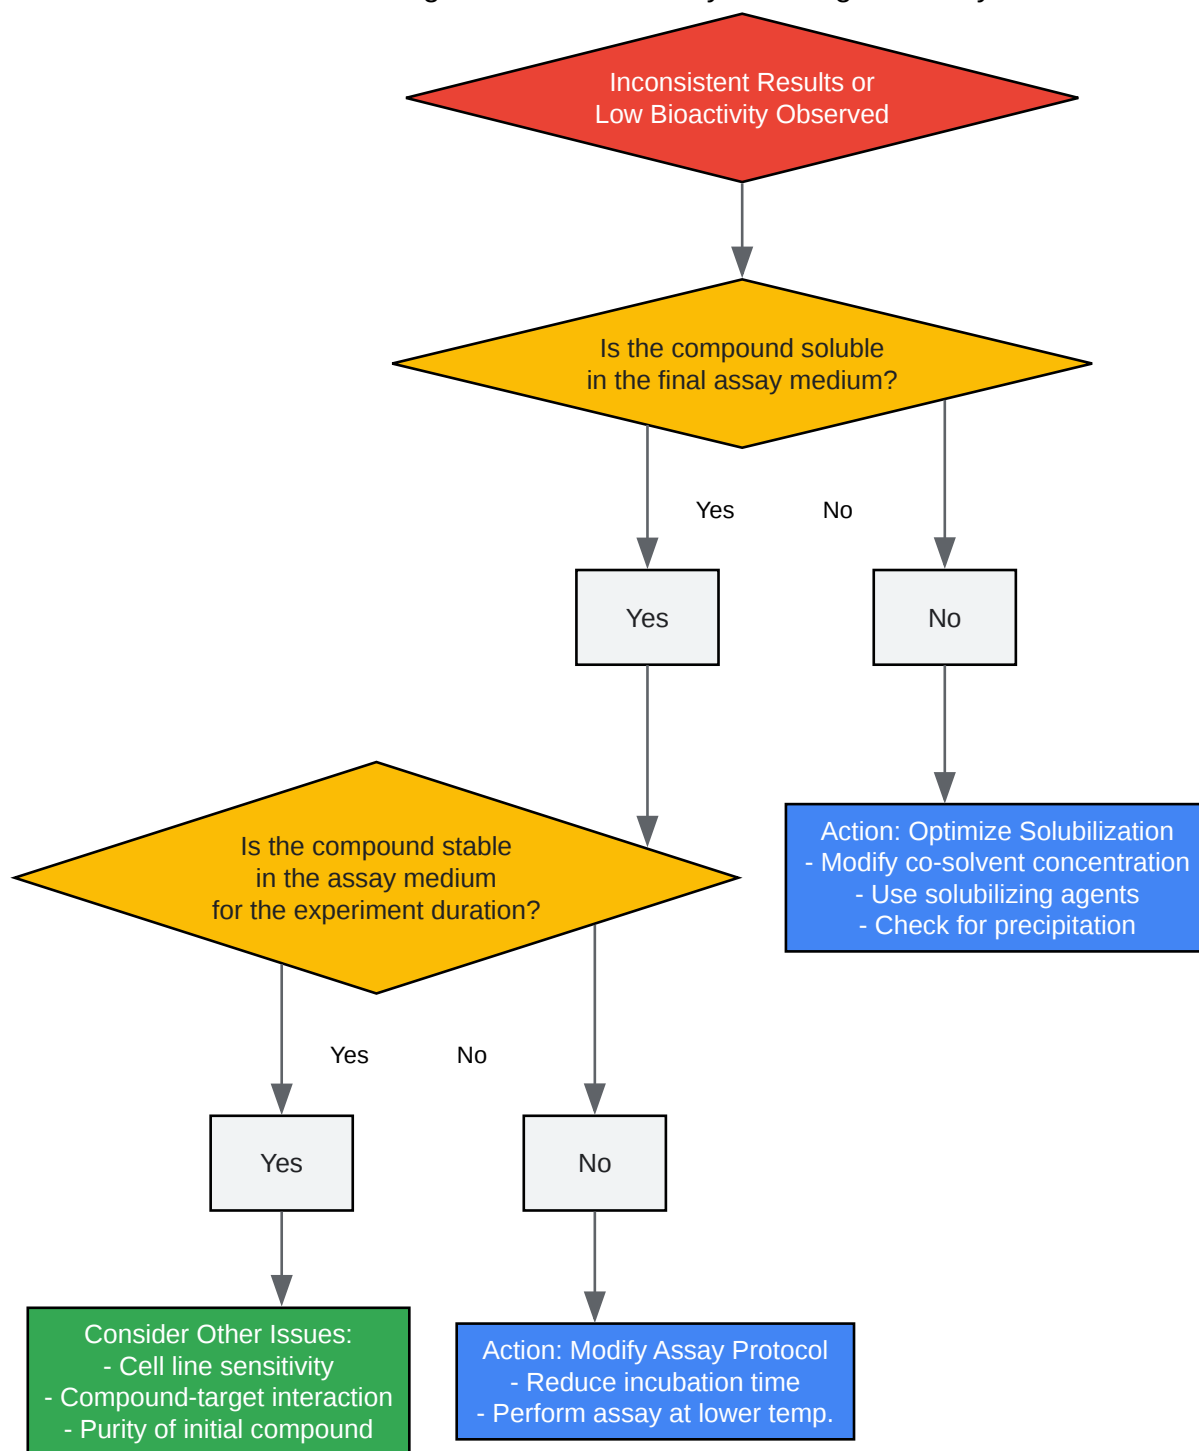 Inconsistent Results or
Low Bioactivity Observed
Is the compound soluble
in the final assay medium?
Yes
No
Yes
No
Action: Optimize Solubilization
- Modify co-solvent concentration
- Use solubilizing agents
- Check for precipitation
Is the compound stable
in the assay medium
for the experiment duration?
Yes
No
Yes
No
Consider Other Issues:
- Cell line sensitivity
- Compound-target interaction
- Purity of initial compound
Action: Modify Assay Protocol
- Reduce incubation time
- Perform assay at lower temp.